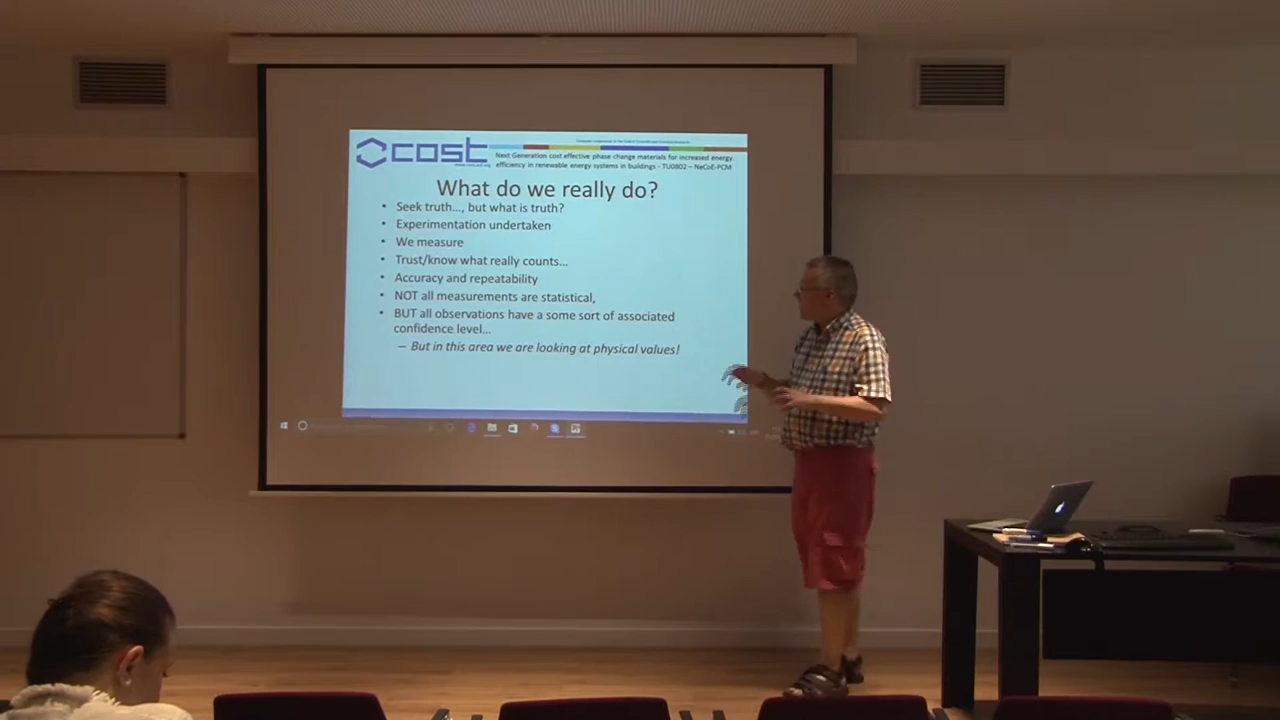 cost
Next Generation cost effective phase change materials for increased energy
efficiency in renewable energy systems in buildings - TU0802 – NeCoE-PCM
What do we really do?
• Seek truth..., but what is truth?
• Experimentation undertaken
• We measure
• Trust/know what really counts...
• Accuracy and repeatability
• NOT all measurements are statistical,
• BUT all observations have a some sort of associated
confidence level...
– But in this area we are looking at physical values!